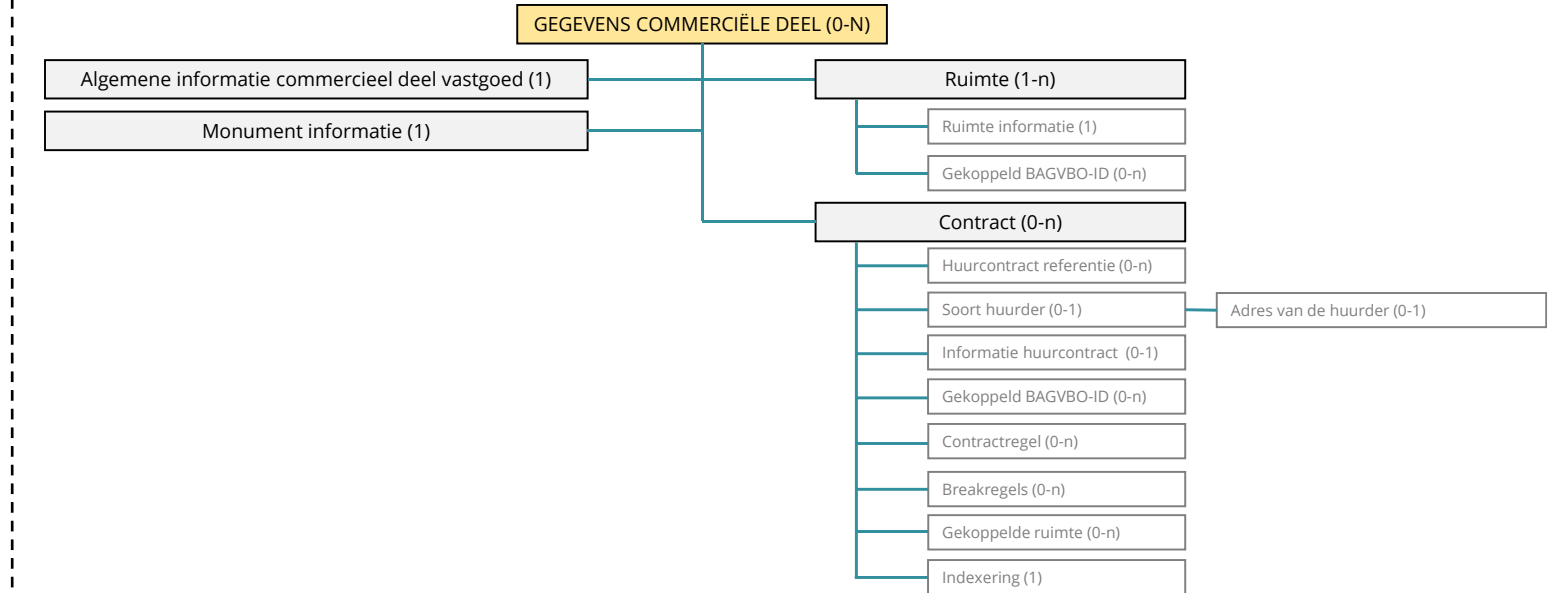 GEGEVENS COMMERCIËLE DEEL (0-N)
Algemene informatie commercieel deel vastgoed (1)
Monument informatie (1)
Ruimte (1-n)
Ruimte informatie (1)
Gekoppeld BAGVBO-ID (0-n)
Contract (0-n)
Huurcontract referentie (0-n)
Soort huurder (0-1)
Adres van de huurder (0-1)
Informatie huurcontract (0-1)
Gekoppeld BAGVBO-ID (0-n)
Contractregel (0-n)
Breakregels (0-n)
Gekoppelde ruimte (0-n)
Indexering (1)